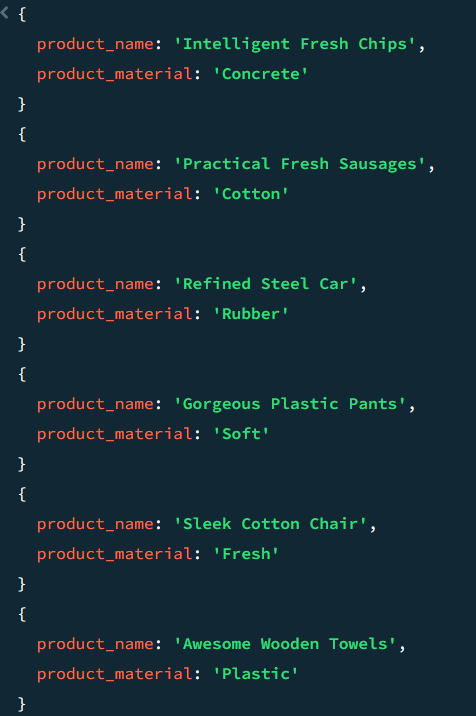 {
product_name: 'Intelligent Fresh Chips',
product_material: 'Concrete'
}
{
product_name: 'Practical Fresh Sausages',
product_material: 'Cotton'
}
{
product_name: 'Refined Steel Car',
product_material: 'Rubber'
}
{
product_name: 'Gorgeous Plastic Pants',
product_material: 'Soft'
}
{
product_name: 'Sleek Cotton Chair',
product_material: 'Fresh'
}
{
product_name: 'Awesome Wooden Towels',
product_material: 'Plastic'
}